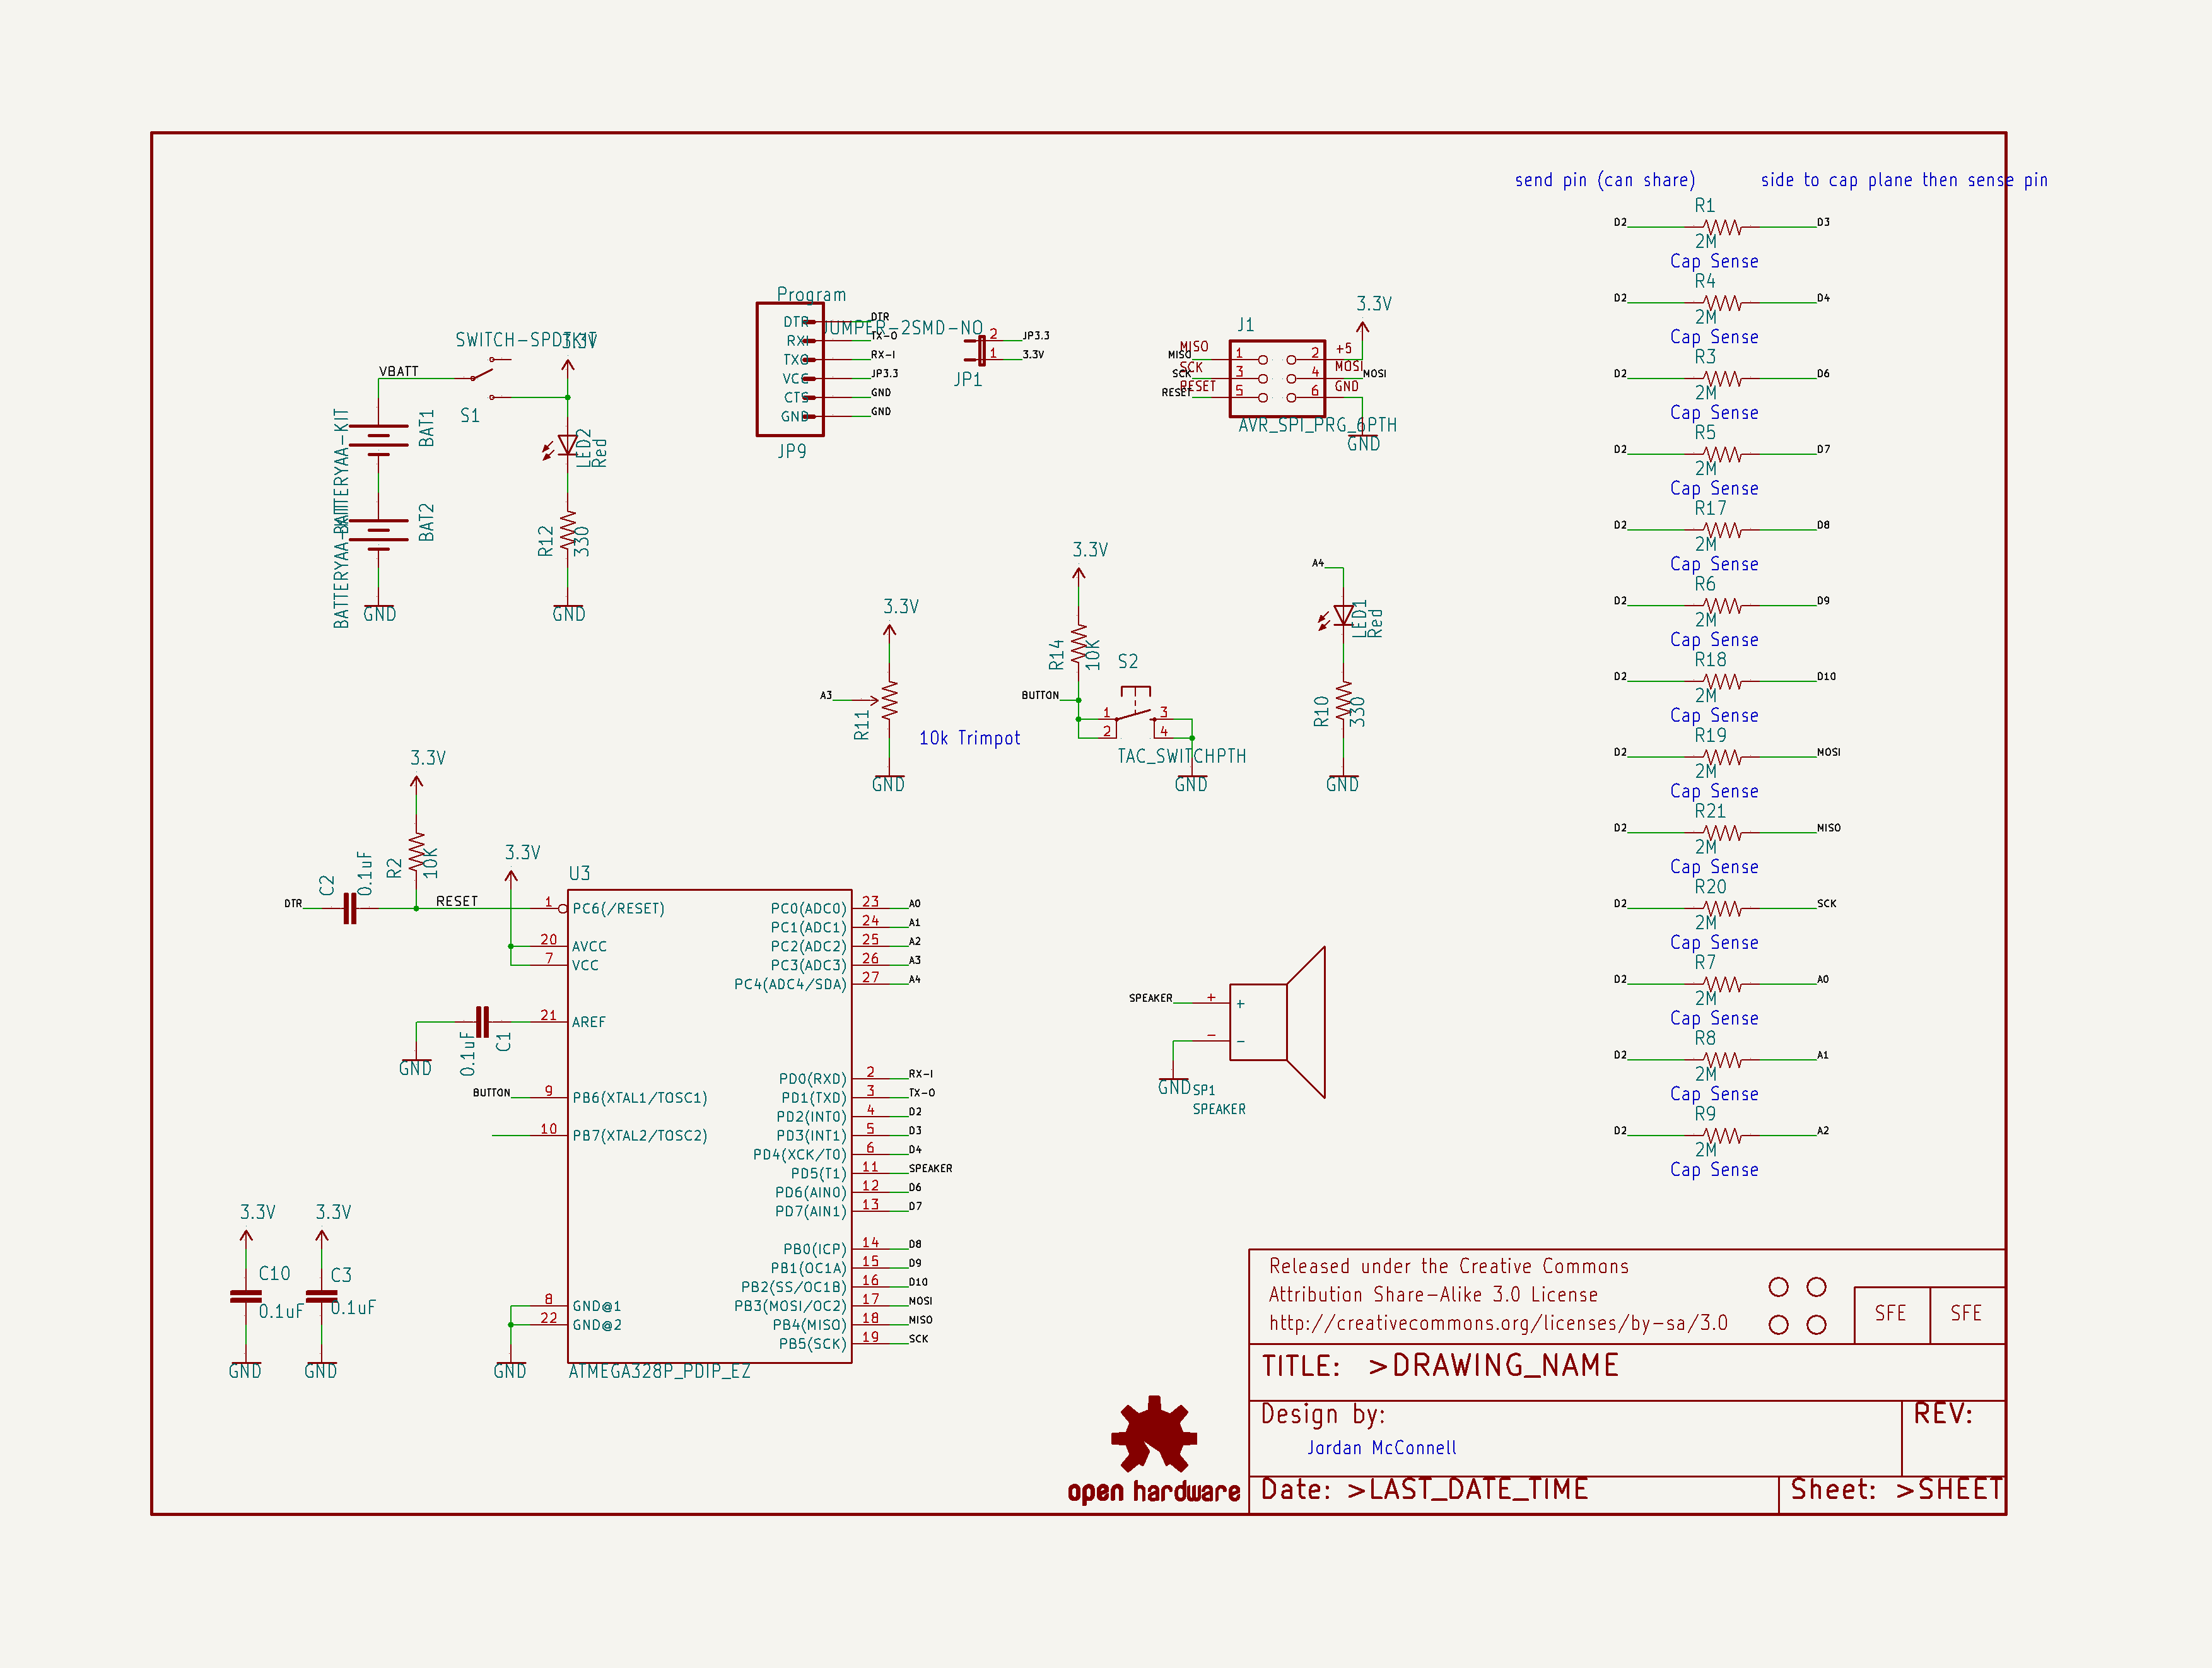 send pin (can share)
side to cap plane then sense pin
R1
D2
D3
2M
Cap Sense
R4
D2
D4
2M
Cap Sense
R3
D2
D6
2M
Cap Sense
R5
D2
D7
2M
Cap Sense
R17
D2
D8
2M
Cap Sense
R6
D2
D9
2M
Cap Sense
R18
D2
D10
2M
Cap Sense
R19
D2
MOSI
2M
Cap Sense
R21
D2
MISO
2M
Cap Sense
R20
D2
SCK
2M
Cap Sense
R7
D2
A0
2M
Cap Sense
R8
D2
A1
2M
Cap Sense
R9
D2
A2
2M
Cap Sense
SWITCH-SPDTKIT
3.3V
VBATT
S1
BATTERYAA-KIT
BAT1
BATTERYAA-KIT
BAT2
GND
LED2
Red
R12
330
GND
Program
DTR
RXI
TXO
VCC
CTS
GND
DTR
TX-O
RX-I
JP3.3
GND
GND
JP9
JUMPER-2SMD-NO
2
1
JP3.3
3.3V
JP1
J1
3.3V
MISO
SCK
RESET
MISO
SCK
RESET
1
3
5
2
4
6
+5
MOSI
GND
MOSI
AVR_SPI_PRG_6PTH
GND
3.3V
A3
R11
10k Trimpot
GND
3.3V
R14
10K
S2
BUTTON
1
2
3
4
TAC_SWITCHPTH
GND
A4
LED1
Red
R10
330
GND
3.3V
R2
10K
C2
0.1uF
DTR
RESET
3.3V
U3
1 PC6(/RESET)
20 AVCC
7 VCC
21 AREF
C1
0.1uF
GND
BUTTON
9 PB6(XTAL1/TOSC1)
10 PB7(XTAL2/TOSC2)
8 GND@1
22 GND@2
GND
PC0(ADC0) 23 A0
PC1(ADC1) 24 A1
PC2(ADC2) 25 A2
PC3(ADC3) 26 A3
PC4(ADC4/SDA) 27 A4
PD0(RXD) 2 RX-I
PD1(TXD) 3 TX-O
PD2(INT0) 4 D2
PD3(INT1) 5 D3
PD4(XCK/T0) 6 D4
PD5(T1) 11 SPEAKER
PD6(AIN0) 12 D6
PD7(AIN1) 13 D7
PB0(ICP) 14 D8
PB1(OC1A) 15 D9
PB2(SS/OC1B) 16 D10
PB3(MOSI/OC2) 17 MOSI
PB4(MISO) 18 MISO
PB5(SCK) 19 SCK
ATMEGA328P_PDIP_EZ
SPEAKER
+
+
-
-
GND
SP1
SPEAKER
3.3V
C10
0.1uF
GND
3.3V
C3
0.1uF
GND
Released under the Creative Commons
Attribution Share-Alike 3.0 License
http://creativecommons.org/licenses/by-sa/3.0
SFE
SFE
TITLE: >DRAWING_NAME
Design by:
REV:
Jordan McConnell
Date: >LAST_DATE_TIME
Sheet: >SHEET
open hardware